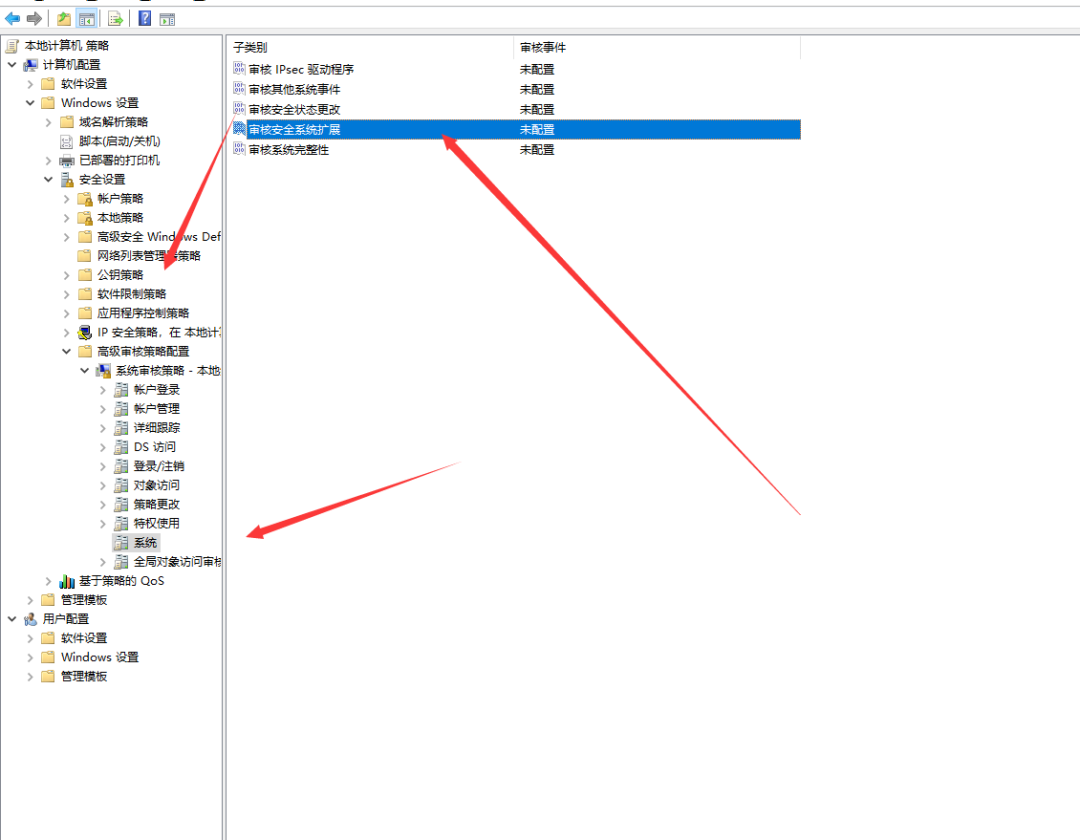 本地计算机 策略
计算机配置
软件设置
Windows 设置
域名解析策略
脚本(启动/关机)
已部署的打印机
安全设置
帐户策略
本地策略
高级安全 Windows Def
网络列表管理器策略
公钥策略
软件限制策略
应用程序控制策略
IP 安全策略，在 本地计
高级审核策略配置
系统审核策略 - 本地
帐户登录
帐户管理
详细跟踪
DS 访问
登录/注销
对象访问
策略更改
特权使用
系统
全局对象访问审核
基于策略的 QoS
管理模板
用户配置
软件设置
Windows 设置
管理模板
子类别 审核事件
审核 IPsec 驱动程序 未配置
审核其他系统事件 未配置
审核安全状态更改 未配置
审核安全系统扩展 未配置
审核系统完整性 未配置